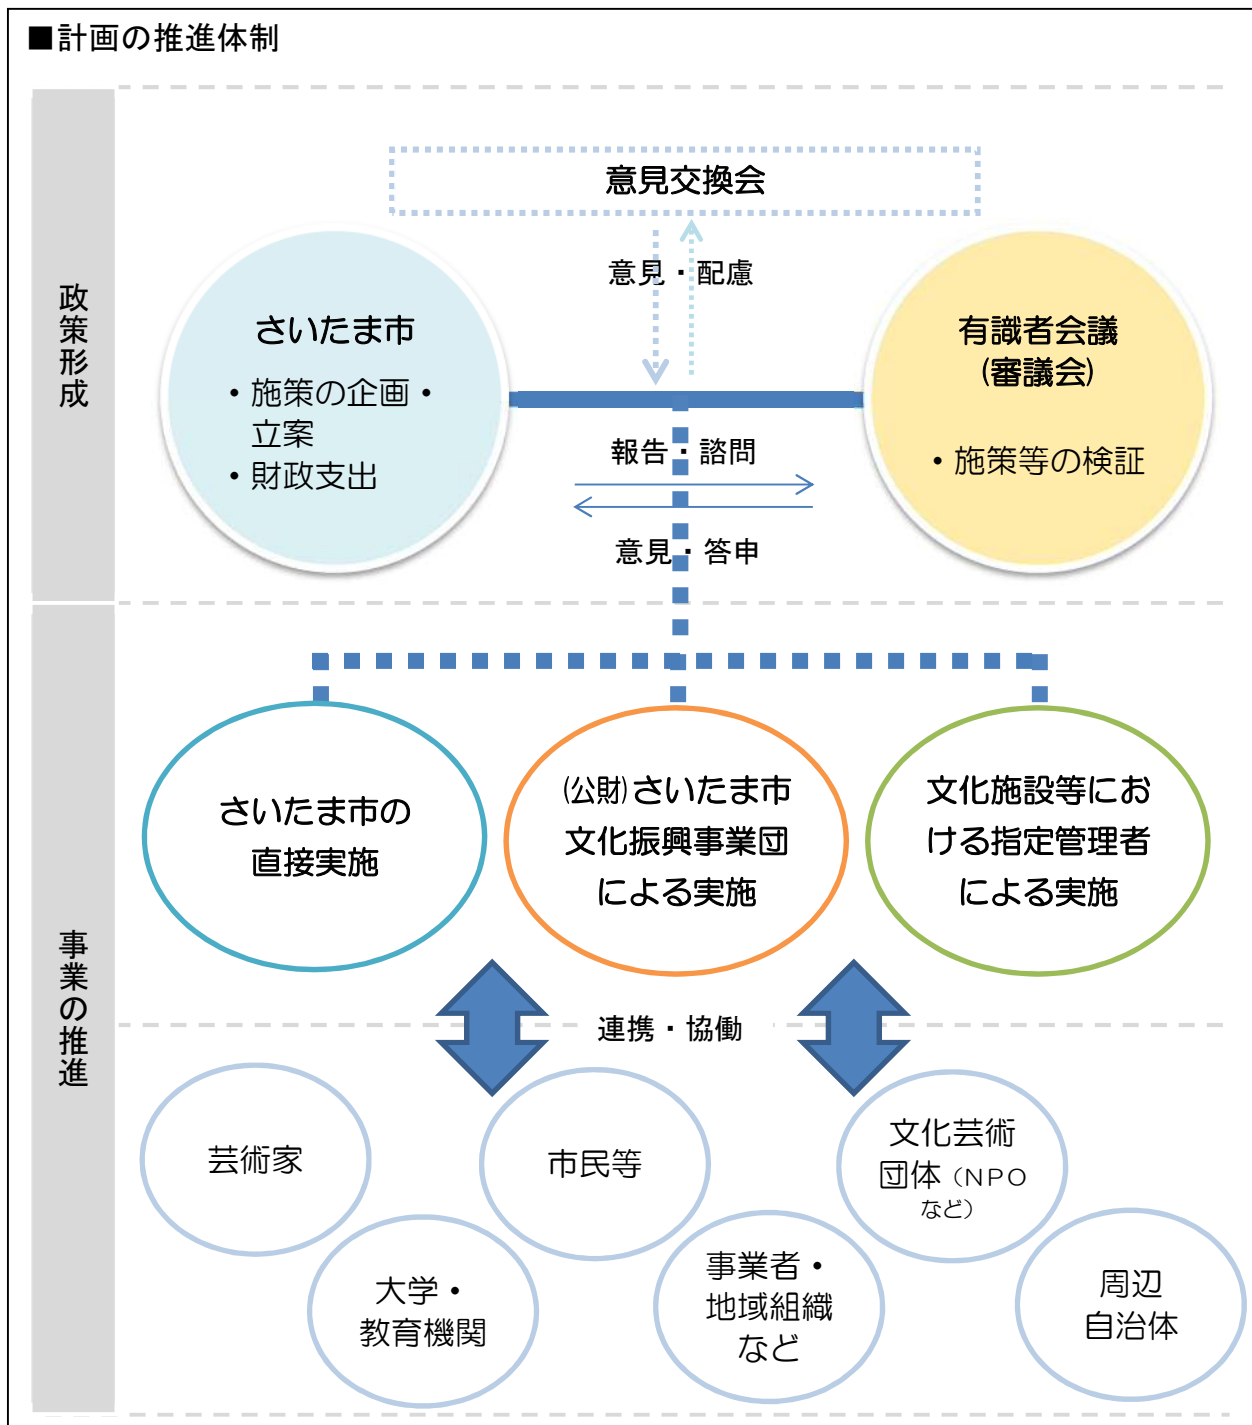 ■計画の推進体制
政策形成
意見交換会
意見・配慮
さいたま市
・施策の企画・
立案
・財政支出
有識者会議
(審議会)
・施策等の検証
報告・諮問
意見・答申
事業の推進
さいたま市の
直接実施
(公財)さいたま市
文化振興事業団
による実施
文化施設等にお
ける指定管理者
による実施
連携・協働
芸術家
市民等
文化芸術
団体（NPO
など）
大学・
教育機関
事業者・
地域組織
など
周辺
自治体